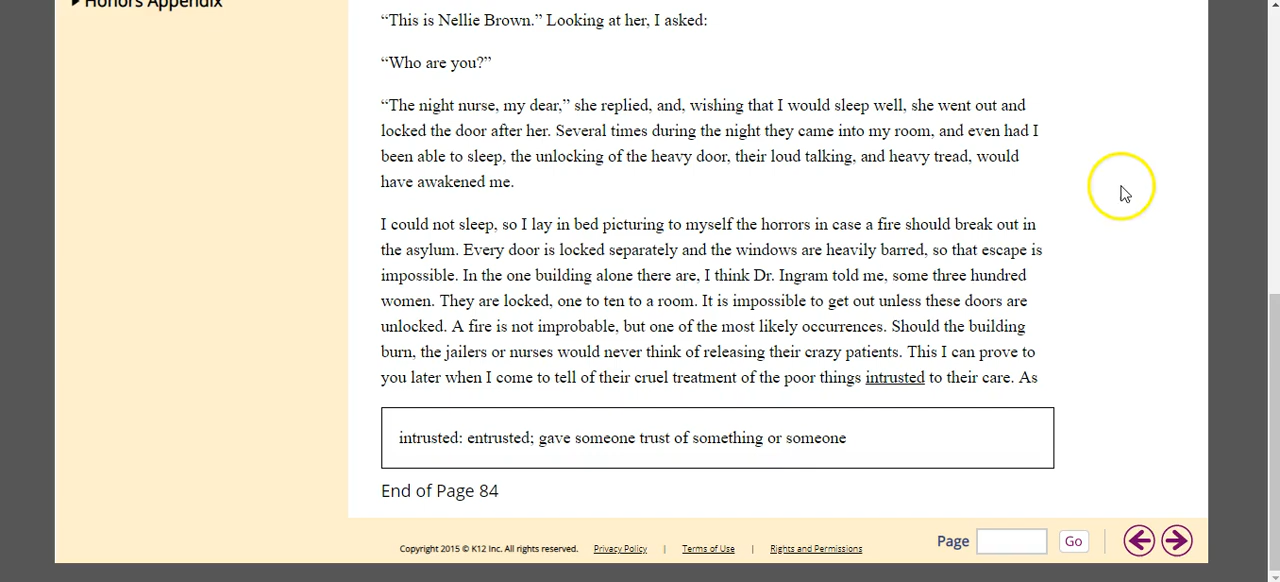 Honors Appendix
“This is Nellie Brown.” Looking at her, I asked:
“Who are you?”
“The night nurse, my dear,” she replied, and, wishing that I would sleep well, she went out and
locked the door after her. Several times during the night they came into my room, and even had I
been able to sleep, the unlocking of the heavy door, their loud talking, and heavy tread, would
have awakened me.
I could not sleep, so I lay in bed picturing to myself the horrors in case a fire should break out in
the asylum. Every door is locked separately and the windows are heavily barred, so that escape is
impossible. In the one building alone there are, I think Dr. Ingram told me, some three hundred
women. They are locked, one to ten to a room. It is impossible to get out unless these doors are
unlocked. A fire is not improbable, but one of the most likely occurrences. Should the building
burn, the jailers or nurses would never think of releasing their crazy patients. This I can prove to
you later when I come to tell of their cruel treatment of the poor things intrusted to their care. As
intrusted: entrusted; gave someone trust of something or someone
End of Page 84
Copyright 2015 © K12 Inc. All rights reserved. Privacy Policy | Terms of Use | Rights and Permissions
Page Go